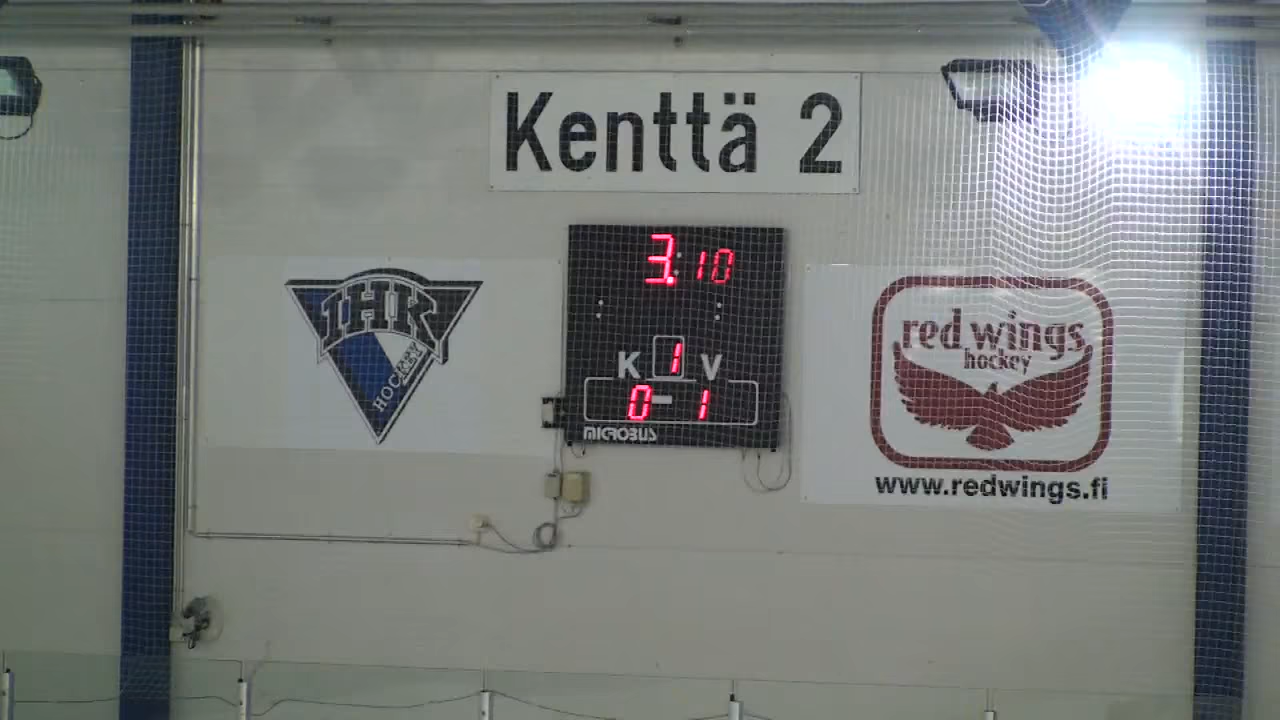 Kenttä 2
3:10
K 1 V
0 - 1
MICROBUS
IHK
HOCKEY
red wings
hockey
www.redwings.fi